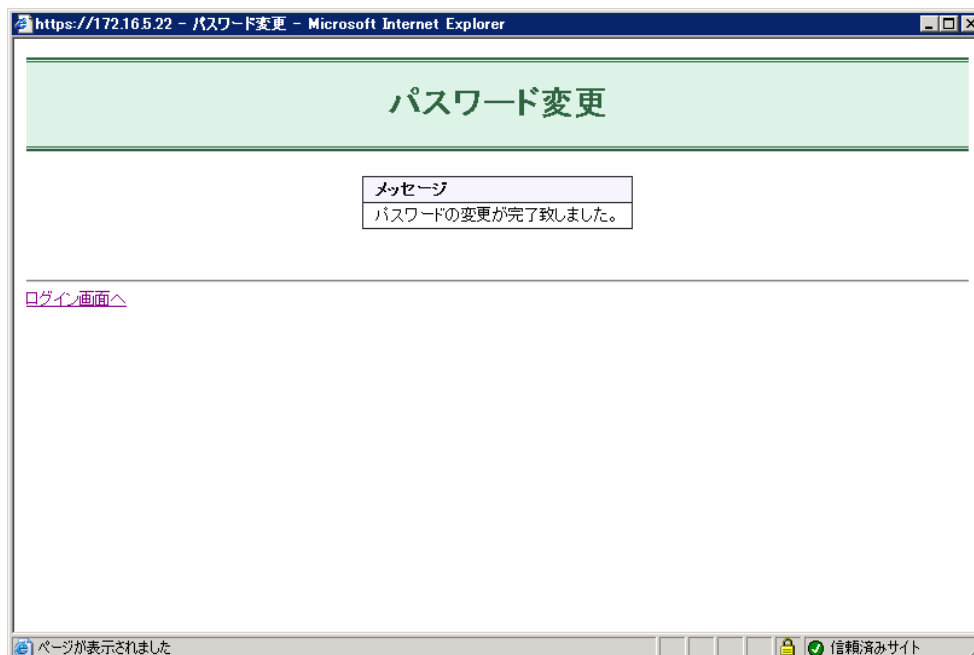 https://172.16.5.22 - パスワード変更 - Microsoft Internet Explorer
パスワード変更
メッセージ
パスワードの変更が完了致しました。
ログイン画面へ
ページが表示されました
信頼済みサイト